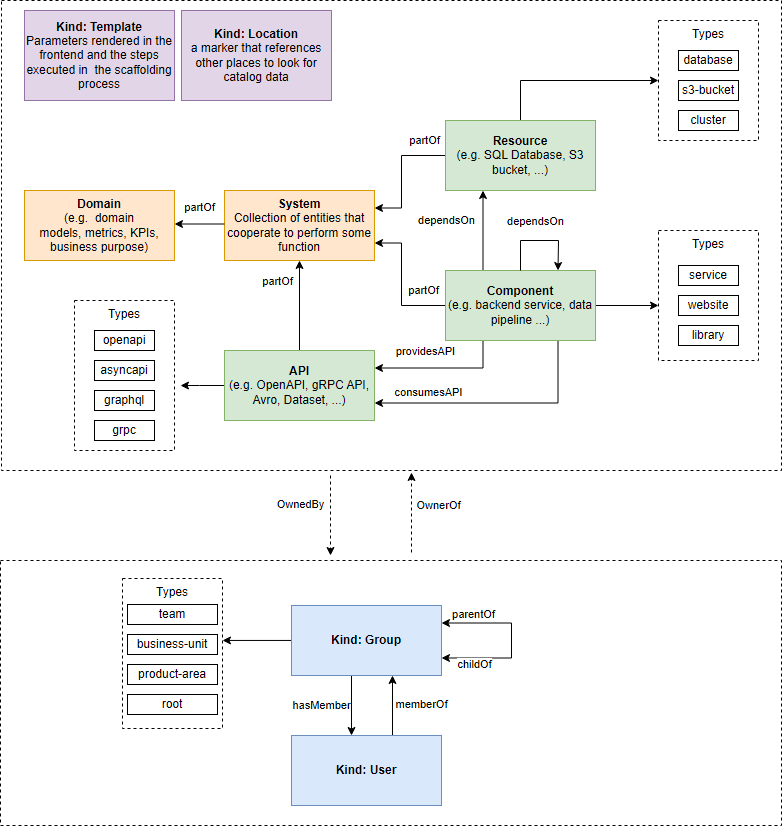 Kind: Template
Parameters rendered in the
frontend and the steps
executed in the scaffolding
process
Kind: Location
a marker that references
other places to look for
catalog data
Types
database
s3-bucket
cluster
partOf
Resource
(e.g. SQL Database, S3
bucket, ...)
Domain
(e.g. domain
models, metrics, KPIs,
business purpose)
partOf
System
Collection of entities that
cooperate to perform some
function
dependsOn
dependsOn
Types
service
website
library
partOf
partOf
Component
(e.g. backend service, data
pipeline ...)
Types
openapi
asyncapi
graphql
grpc
API
(e.g. OpenAPI, gRPC API,
Avro, Dataset, ...)
providesAPI
consumesAPI
OwnedBy
OwnerOf
Types
team
business-unit
product-area
root
Kind: Group
parentOf
childOf
hasMember
memberOf
Kind: User